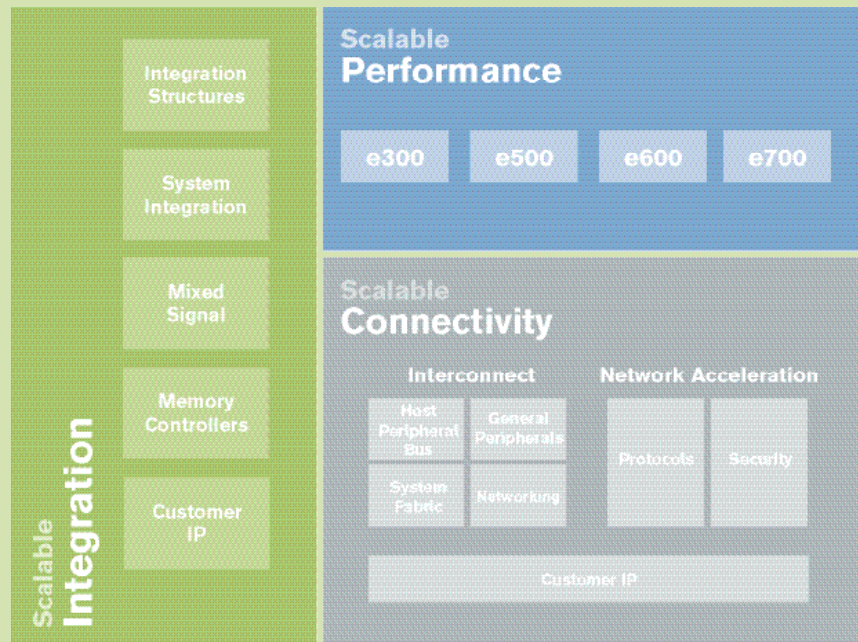 Integration
Structures
System
Integration
Mixed
Signal
Memory
Controllers
Customer
IP
Scalable
Integration
Scalable
Performance
e300
e500
e600
e700
Scalable
Connectivity
Interconnect
Host
Peripheral
Bus
General
Peripherals
System
Fabric
Networking
Network Acceleration
Protocols
Security
Customer IP